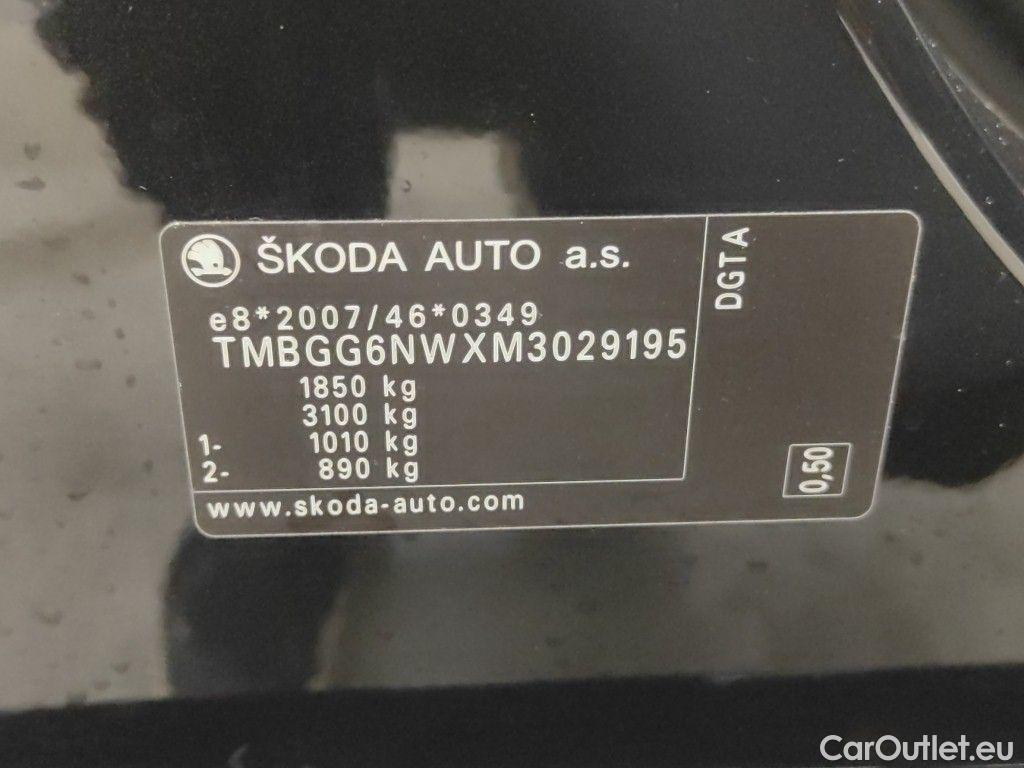 ŠKODA AUTO a.s.
e8*2007/46*0349
TMBGG6NWXM3029195
1850 kg
3100 kg
1- 1010 kg
2- 890 kg
www.skoda-auto.com
DGTA
0,50
CarOutlet.eu